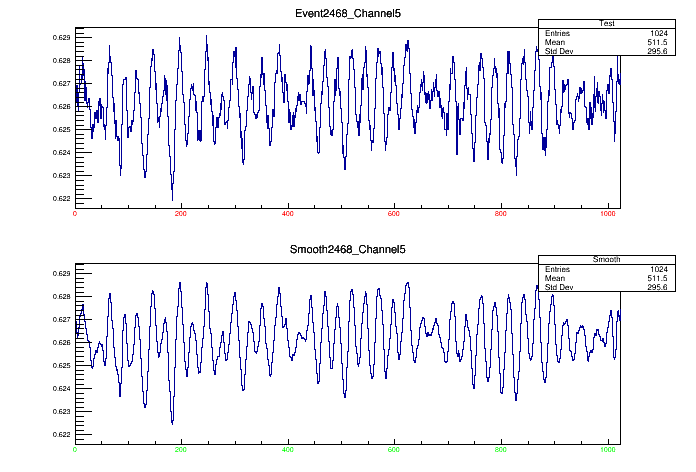 Event2468_Channel5
Test
Entries 1024
Mean 511.5
Std Dev 295.6
0.629
0.628
0.627
0.626
0.625
0.624
0.623
0.622
0 200 400 600 800 1000
Smooth2468_Channel5
Smooth
Entries 1024
Mean 511.5
Std Dev 295.6
0.629
0.628
0.627
0.626
0.625
0.624
0.623
0.622
0 200 400 600 800 1000